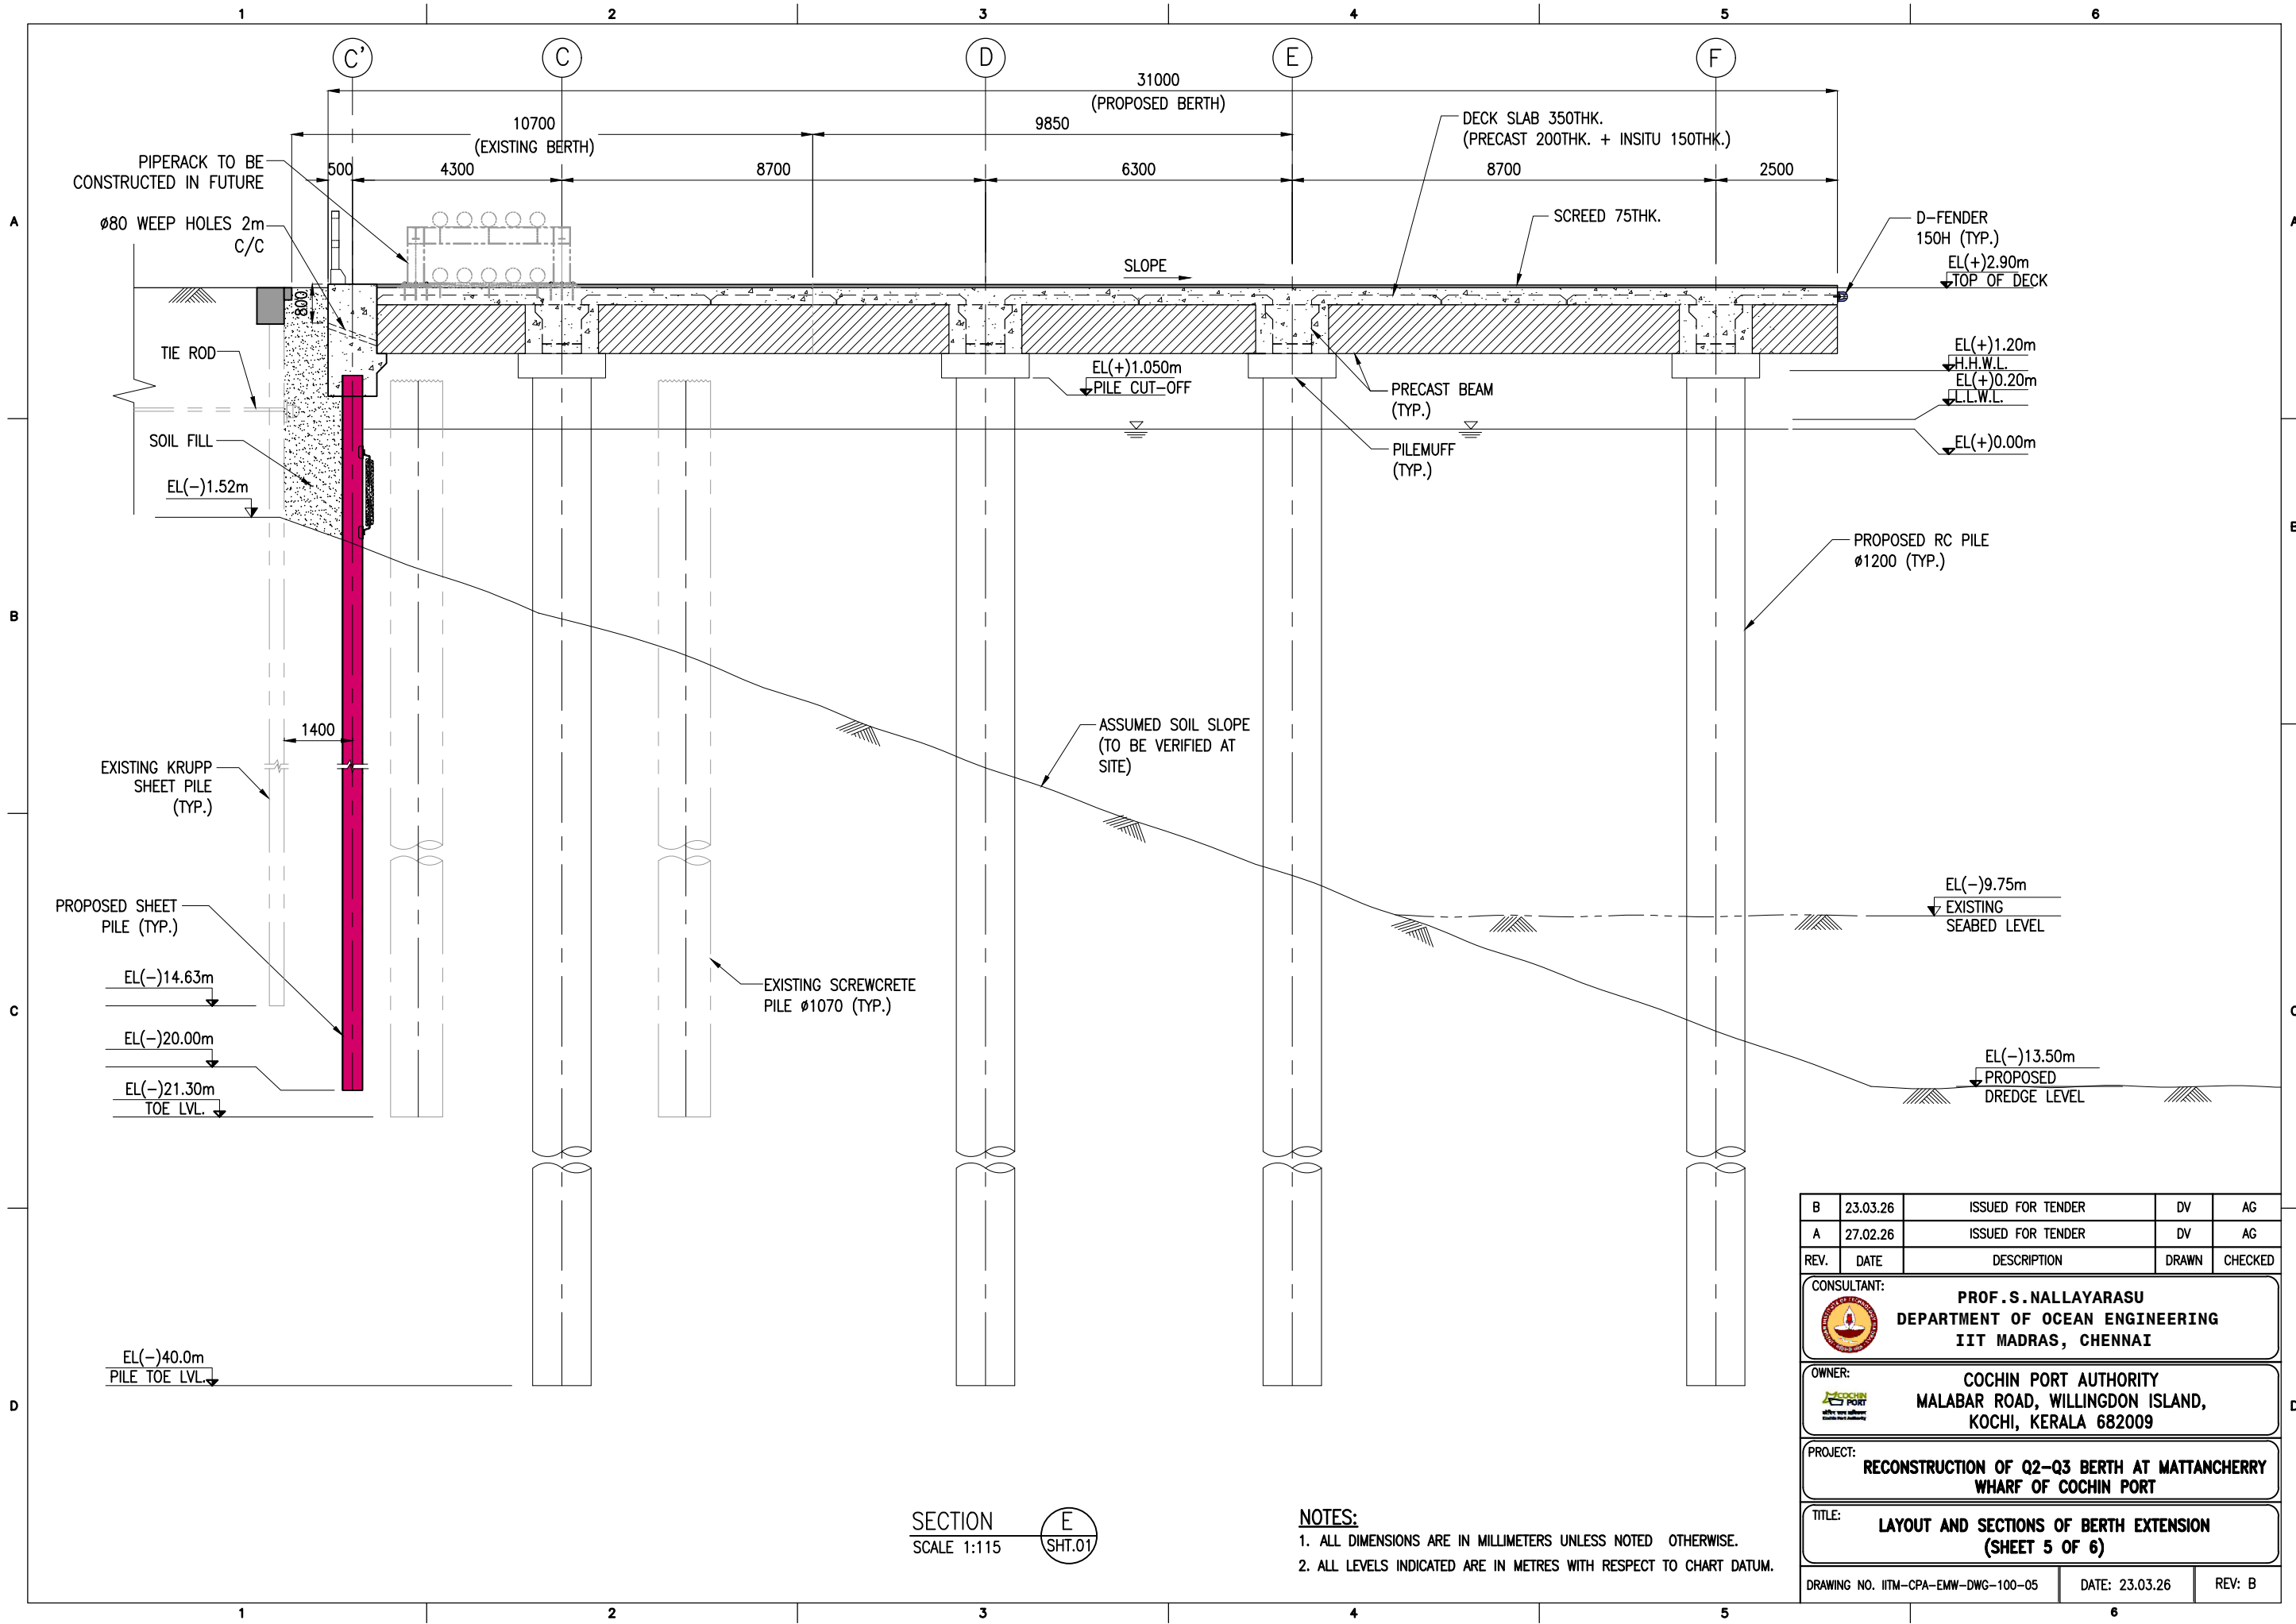 1 2 3 4 5 6
C' C D E F
31000
(PROPOSED BERTH)
10700
(EXISTING BERTH)
9850
500 4300 8700 6300 8700 2500
PIPERACK TO BE
CONSTRUCTED IN FUTURE
ø80 WEEP HOLES 2m
C/C
DECK SLAB 350THK.
(PRECAST 200THK. + INSITU 150THK.)
SCREED 75THK.
D-FENDER
150H (TYP.)
EL(+)2.90m
TOP OF DECK
SLOPE
800
A
A
TIE ROD
EL(+)1.20m
H.H.W.L.
EL(+)0.20m
L.L.W.L.
EL(+)0.00m
EL(+)1.050m
PILE CUT-OFF
PRECAST BEAM
(TYP.)
PILEMUFF
(TYP.)
SOIL FILL
EL(-)1.52m
PROPOSED RC PILE
ø1200 (TYP.)
B
B
1400
ASSUMED SOIL SLOPE
(TO BE VERIFIED AT
SITE)
EXISTING KRUPP
SHEET PILE
(TYP.)
PROPOSED SHEET
PILE (TYP.)
EL(-)9.75m
EXISTING
SEABED LEVEL
EXISTING SCREWCRETE
PILE ø1070 (TYP.)
C
C
EL(-)14.63m
EL(-)20.00m
EL(-)21.30m
TOE LVL.
EL(-)13.50m
PROPOSED
DREDGE LEVEL
EL(-)40.0m
PILE TOE LVL.
D
D
SECTION
SCALE 1:115
E
SHT.01
NOTES:
1. ALL DIMENSIONS ARE IN MILLIMETERS UNLESS NOTED OTHERWISE.
2. ALL LEVELS INDICATED ARE IN METRES WITH RESPECT TO CHART DATUM.
B 23.03.26 ISSUED FOR TENDER DV AG
A 27.02.26 ISSUED FOR TENDER DV AG
REV. DATE DESCRIPTION DRAWN CHECKED
CONSULTANT:
PROF.S.NALLAYARASU
DEPARTMENT OF OCEAN ENGINEERING
IIT MADRAS, CHENNAI
OWNER:
COCHIN
PORT
COCHIN PORT AUTHORITY
MALABAR ROAD, WILLINGDON ISLAND,
KOCHI, KERALA 682009
PROJECT:
RECONSTRUCTION OF Q2-Q3 BERTH AT MATTANCHERRY
WHARF OF COCHIN PORT
TITLE:
LAYOUT AND SECTIONS OF BERTH EXTENSION
(SHEET 5 OF 6)
DRAWING NO. IITM-CPA-EMW-DWG-100-05 DATE: 23.03.26 REV: B
1 2 3 4 5 6